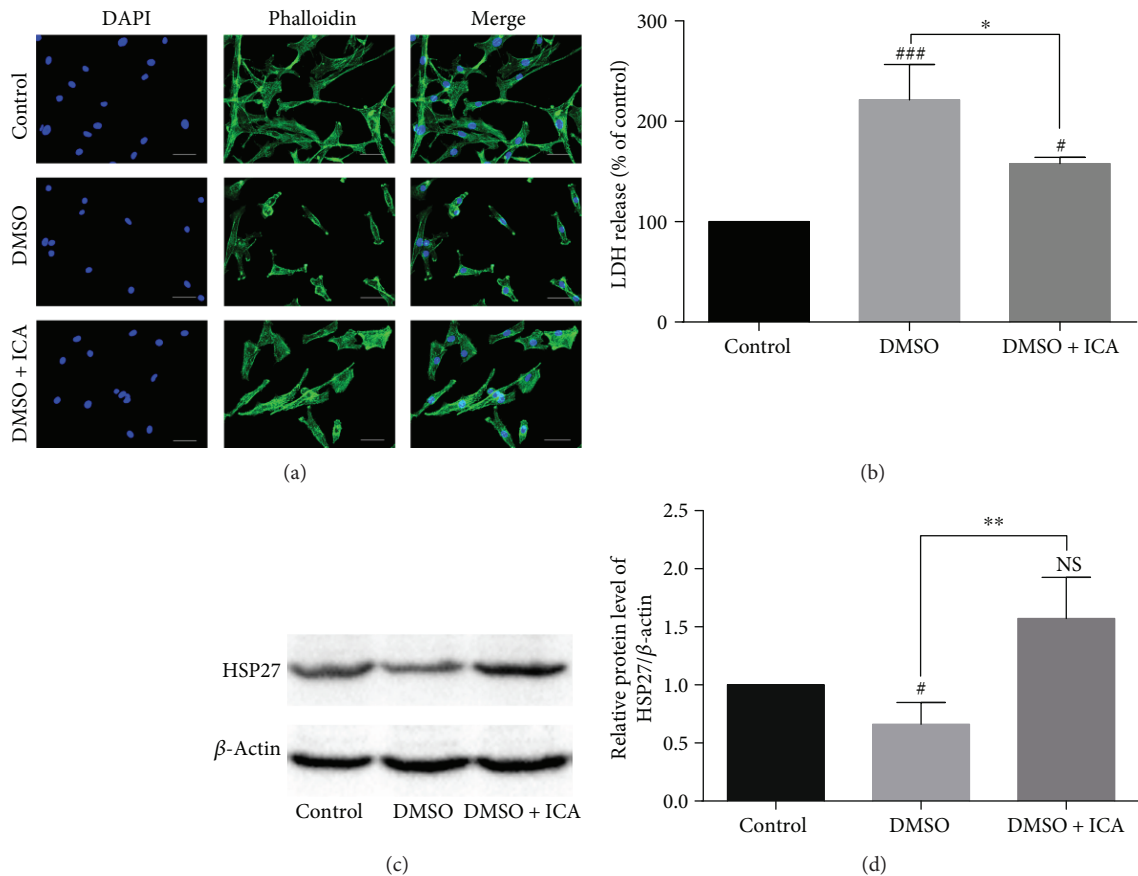 DAPI Phalloidin Merge
Control
DMSO
DMSO + ICA
(a)
LDH release (% of control)
300
200
100
0
###
*
#
Control DMSO DMSO + ICA
(b)
HSP27
β-Actin
Control DMSO DMSO + ICA
(c)
Relative protein level of
HSP27/β-actin
2.5
2.0
1.5
1.0
0.5
0.0
**
NS
#
Control DMSO DMSO + ICA
(d)